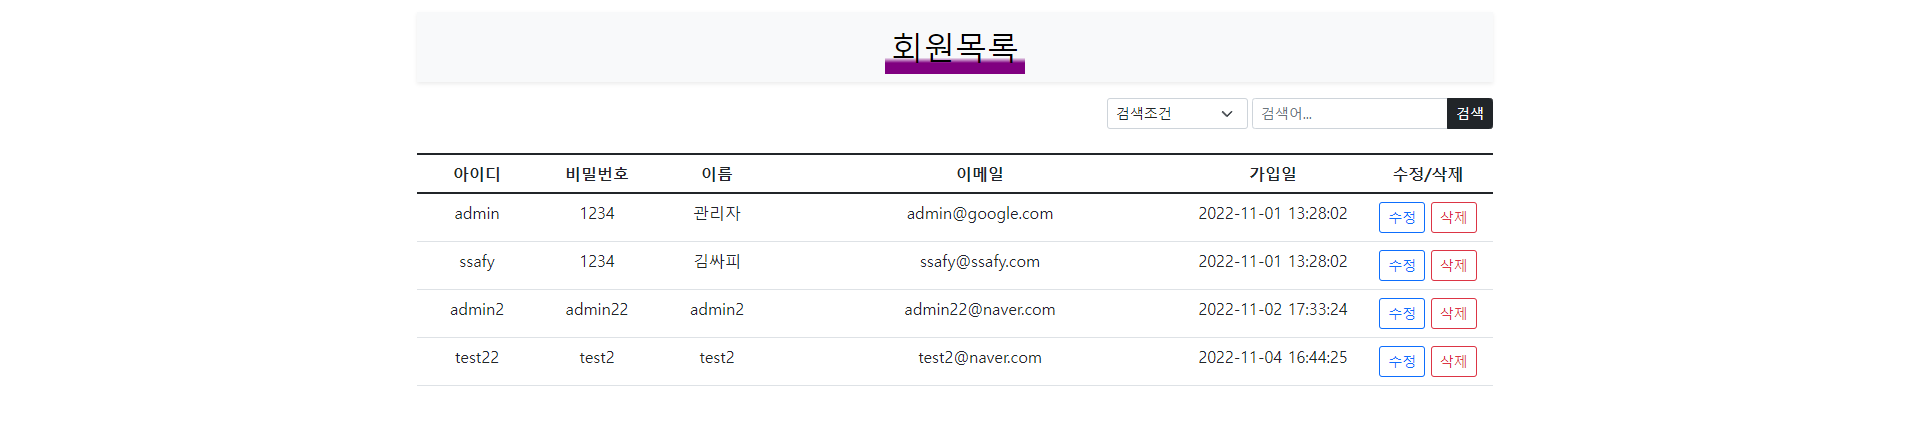 회원목록
검색조건 검색어... 검색
아이디 비밀번호 이름 이메일 가입일 수정/삭제
admin 1234 관리자 admin@google.com 2022-11-01 13:28:02 수정 삭제
ssafy 1234 김싸피 ssafy@ssafy.com 2022-11-01 13:28:02 수정 삭제
admin2 admin22 admin2 admin22@naver.com 2022-11-02 17:33:24 수정 삭제
test22 test2 test2 test2@naver.com 2022-11-04 16:44:25 수정 삭제